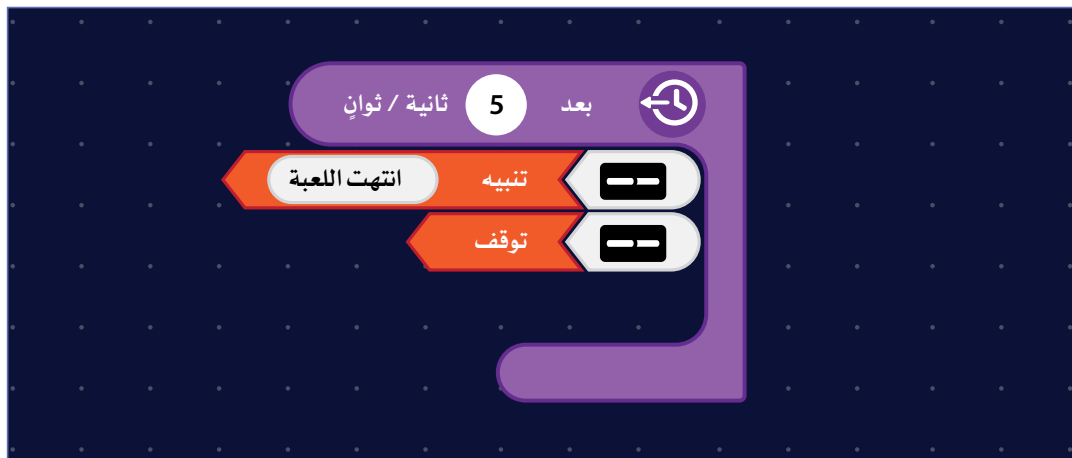 بعد 5 ثانية / ثوانٍ
تنبيه انتهت اللعبة
توقف